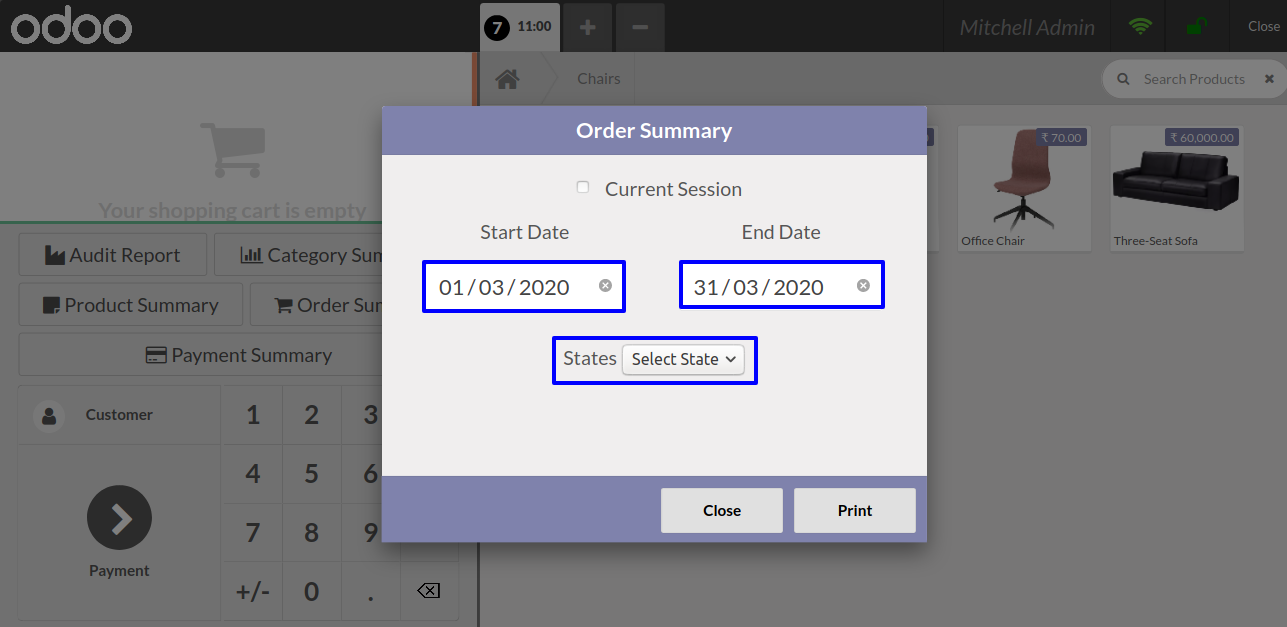 odoo
7 11:00
Mitchell Admin
Close
Chairs
Search Products
Your shopping cart is empty
Audit Report
Category Sum
Product Summary
Order Sum
Payment Summary
Customer
1 2 3
4 5 6
7 8 9
+/- 0 .
Payment
Order Summary
Current Session
Start Date End Date
01/03/2020 31/03/2020
States Select State
Close Print
₹ 70.00
Office Chair
₹ 60,000.00
Three-Seat Sofa